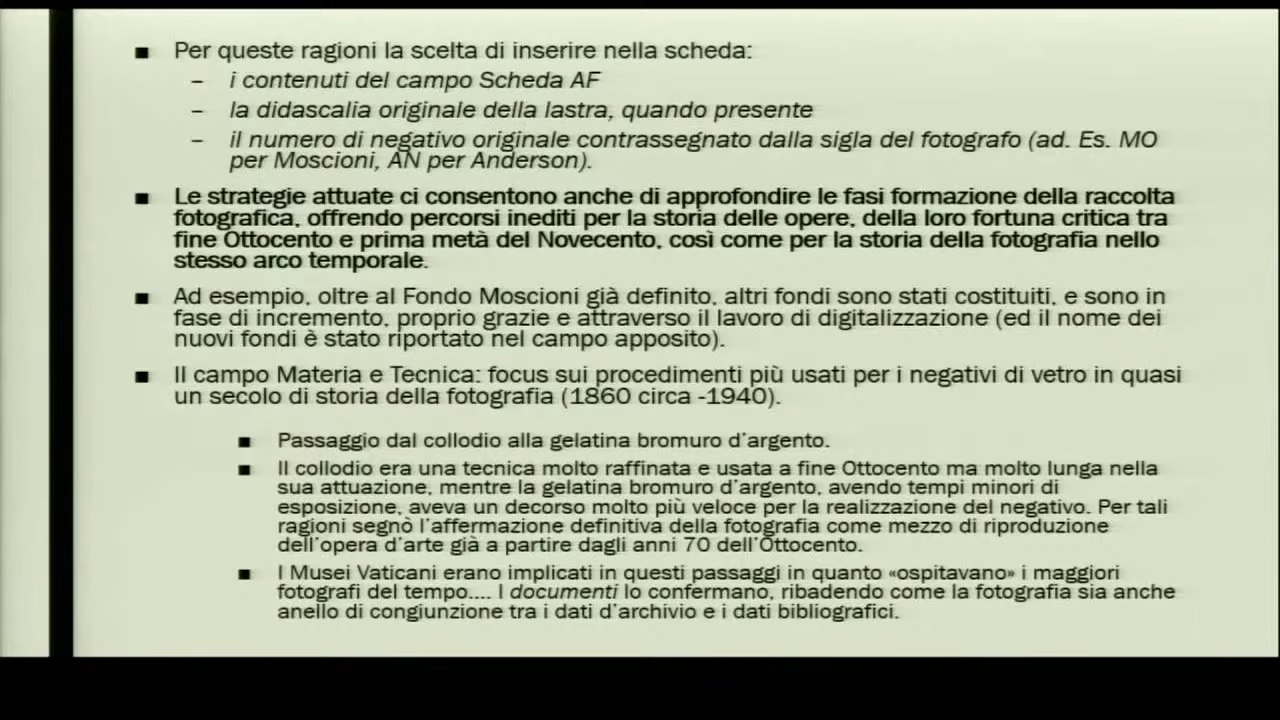 Per queste ragioni la scelta di inserire nella scheda:
– i contenuti del campo Scheda AF
– la didascalia originale della lastra, quando presente
– il numero di negativo originale contrassegnato dalla sigla del fotografo (ad. Es. MO
per Moscioni, AN per Anderson).
Le strategie attuate ci consentono anche di approfondire le fasi formazione della raccolta
fotografica, offrendo percorsi inediti per la storia delle opere, della loro fortuna critica tra
fine Ottocento e prima metà del Novecento, così come per la storia della fotografia nello
stesso arco temporale.
Ad esempio, oltre al Fondo Moscioni già definito, altri fondi sono stati costituiti, e sono in
fase di incremento, proprio grazie e attraverso il lavoro di digitalizzazione (ed il nome dei
nuovi fondi è stato riportato nel campo apposito).
Il campo Materia e Tecnica: focus sui procedimenti più usati per i negativi di vetro in quasi
un secolo di storia della fotografia (1860 circa -1940).
Passaggio dal collodio alla gelatina bromuro d'argento.
Il collodio era una tecnica molto raffinata e usata a fine Ottocento ma molto lunga nella
sua attuazione, mentre la gelatina bromuro d'argento, avendo tempi minori di
esposizione, aveva un decorso molto più veloce per la realizzazione del negativo. Per tali
ragioni segnò l'affermazione definitiva della fotografia come mezzo di riproduzione
dell'opera d'arte già a partire dagli anni 70 dell'Ottocento.
I Musei Vaticani erano implicati in questi passaggi in quanto «ospitavano» i maggiori
fotografi del tempo.... I documenti lo confermano, ribadendo come la fotografia sia anche
anello di congiunzione tra i dati d'archivio e i dati bibliografici.